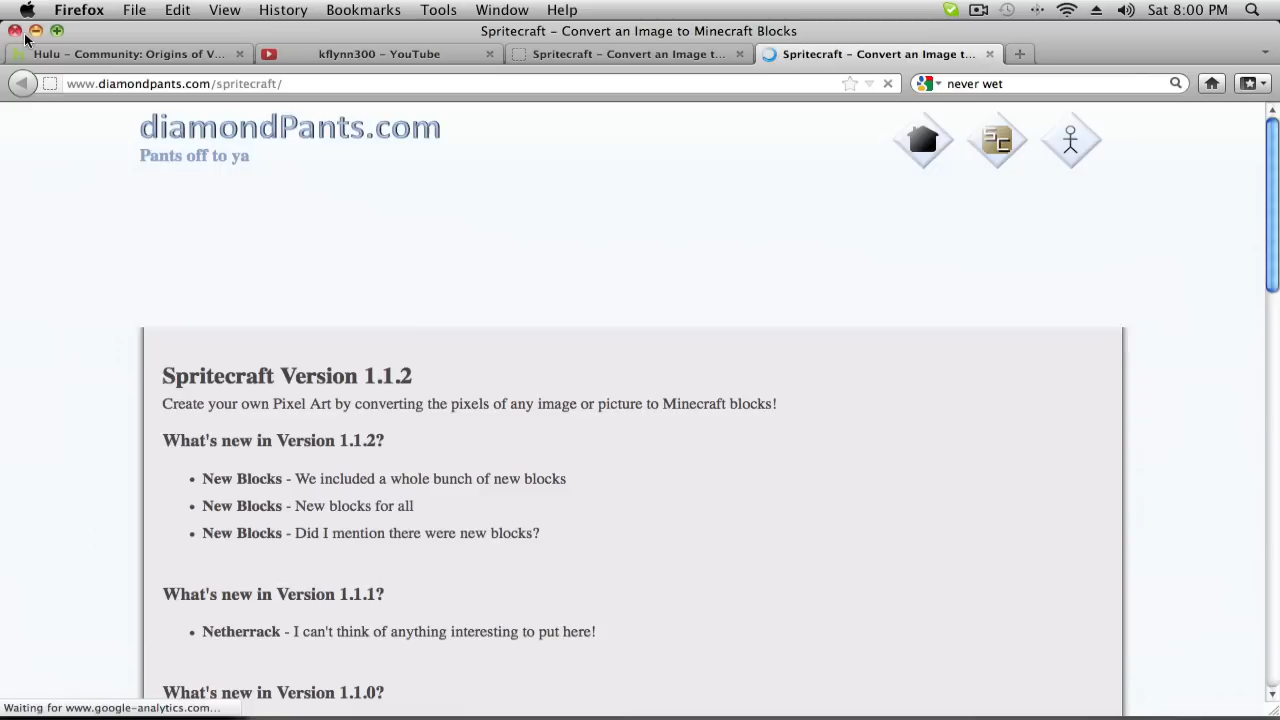 Firefox File Edit View History Bookmarks Tools Window Help Sat 8:00 PM
Spritecraft – Convert an Image to Minecraft Blocks
Hulu – Community: Origins of V... kflynn300 – YouTube Spritecraft – Convert an Image t... Spritecraft – Convert an Image t...
www.diamondpants.com/spritecraft/ never wet
diamondPants.com
Pants off to ya
SC
Spritecraft Version 1.1.2
Create your own Pixel Art by converting the pixels of any image or picture to Minecraft blocks!
What's new in Version 1.1.2?
• New Blocks - We included a whole bunch of new blocks
• New Blocks - New blocks for all
• New Blocks - Did I mention there were new blocks?
What's new in Version 1.1.1?
• Netherrack - I can't think of anything interesting to put here!
What's new in Version 1.1.0?
Waiting for www.google-analytics.com...